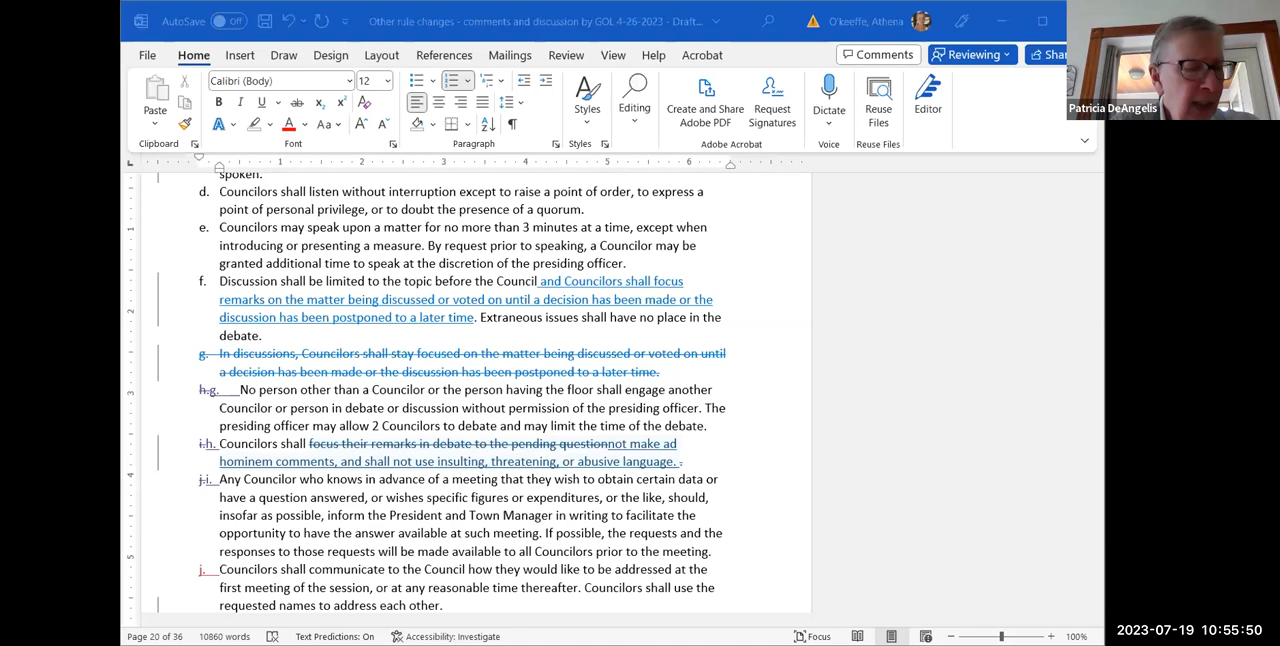 AutoSave Off Other rule changes - comments and discussion by GOL 4-26-2023 - Draft... O'keeffe, Athena
File Home Insert Draw Design Layout References Mailings Review View Help Acrobat Comments Reviewing Shar
Patricia DeAngelis
Paste
Calibri (Body) 12
Styles Editing Create and Share Adobe PDF Request Signatures Dictate Reuse Files Editor
Clipboard Font Paragraph Styles Adobe Acrobat Voice Reuse Files
1 2 3 4 5 6
spoken.
d. Councilors shall listen without interruption except to raise a point of order, to express a
point of personal privilege, or to doubt the presence of a quorum.
e. Councilors may speak upon a matter for no more than 3 minutes at a time, except when
introducing or presenting a measure. By request prior to speaking, a Councilor may be
granted additional time to speak at the discretion of the presiding officer.
f. Discussion shall be limited to the topic before the Council and Councilors shall focus
remarks on the matter being discussed or voted on until a decision has been made or the
discussion has been postponed to a later time. Extraneous issues shall have no place in the
debate.
g. In discussions, Councilors shall stay focused on the matter being discussed or voted on until
a decision has been made or the discussion has been postponed to a later time.
h.g. No person other than a Councilor or the person having the floor shall engage another
Councilor or person in debate or discussion without permission of the presiding officer. The
presiding officer may allow 2 Councilors to debate and may limit the time of the debate.
i.h. Councilors shall focus their remarks in debate to the pending questionnot make ad
hominem comments, and shall not use insulting, threatening, or abusive language. .
j.i. Any Councilor who knows in advance of a meeting that they wish to obtain certain data or
have a question answered, or wishes specific figures or expenditures, or the like, should,
insofar as possible, inform the President and Town Manager in writing to facilitate the
opportunity to have the answer available at such meeting. If possible, the requests and the
responses to those requests will be made available to all Councilors prior to the meeting.
j. Councilors shall communicate to the Council how they would like to be addressed at the
first meeting of the session, or at any reasonable time thereafter. Councilors shall use the
requested names to address each other.
Page 20 of 36 10860 words Text Predictions: On Accessibility: Investigate Focus 100%
2023-07-19 10:55:50